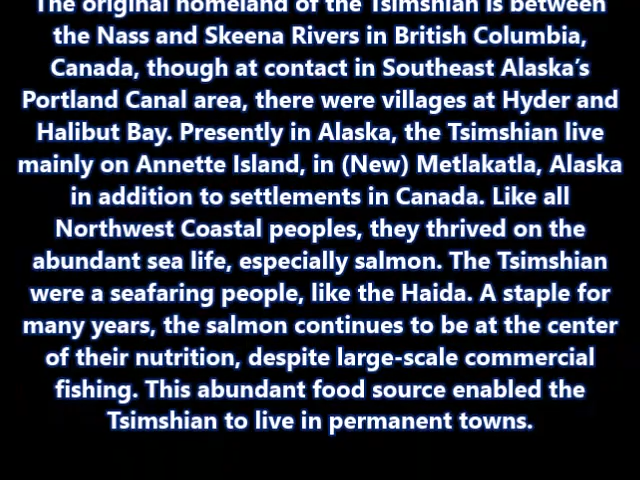 The original homeland of the Tsimshian is between
the Nass and Skeena Rivers in British Columbia,
Canada, though at contact in Southeast Alaska’s
Portland Canal area, there were villages at Hyder and
Halibut Bay. Presently in Alaska, the Tsimshian live
mainly on Annette Island, in (New) Metlakatla, Alaska
in addition to settlements in Canada. Like all
Northwest Coastal peoples, they thrived on the
abundant sea life, especially salmon. The Tsimshian
were a seafaring people, like the Haida. A staple for
many years, the salmon continues to be at the center
of their nutrition, despite large-scale commercial
fishing. This abundant food source enabled the
Tsimshian to live in permanent towns.